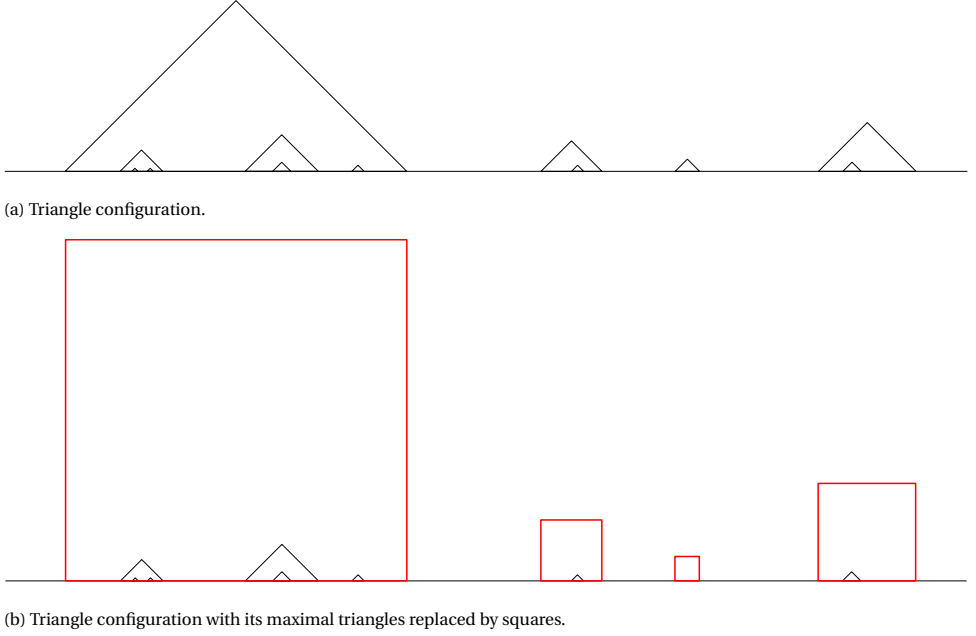 (a) Triangle configuration.
(b) Triangle configuration with its maximal triangles replaced by squares.